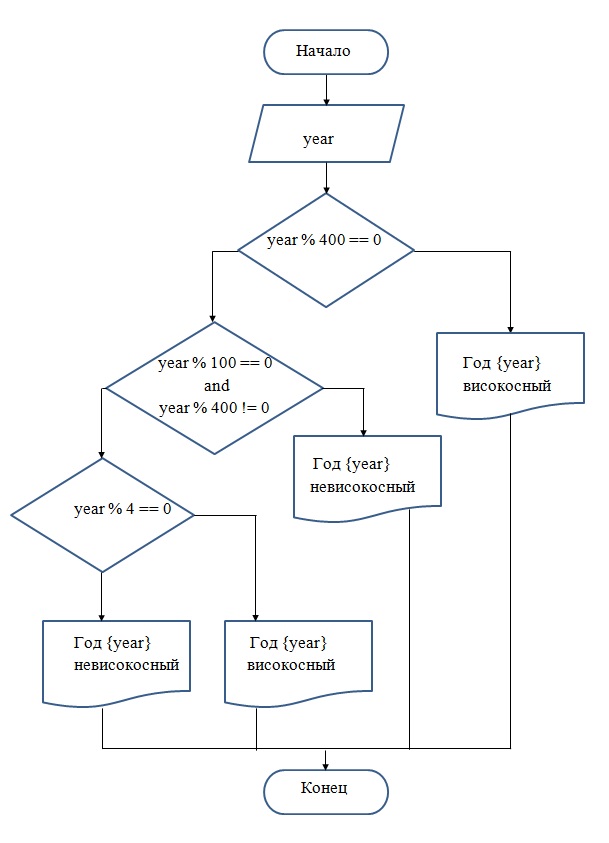 Начало
year
year % 400 == 0
year % 100 == 0
and
year % 400 != 0
Год {year}
високосный
Год {year}
невисокосный
year % 4 == 0
Год {year}
невисокосный
Год {year}
високосный
Конец